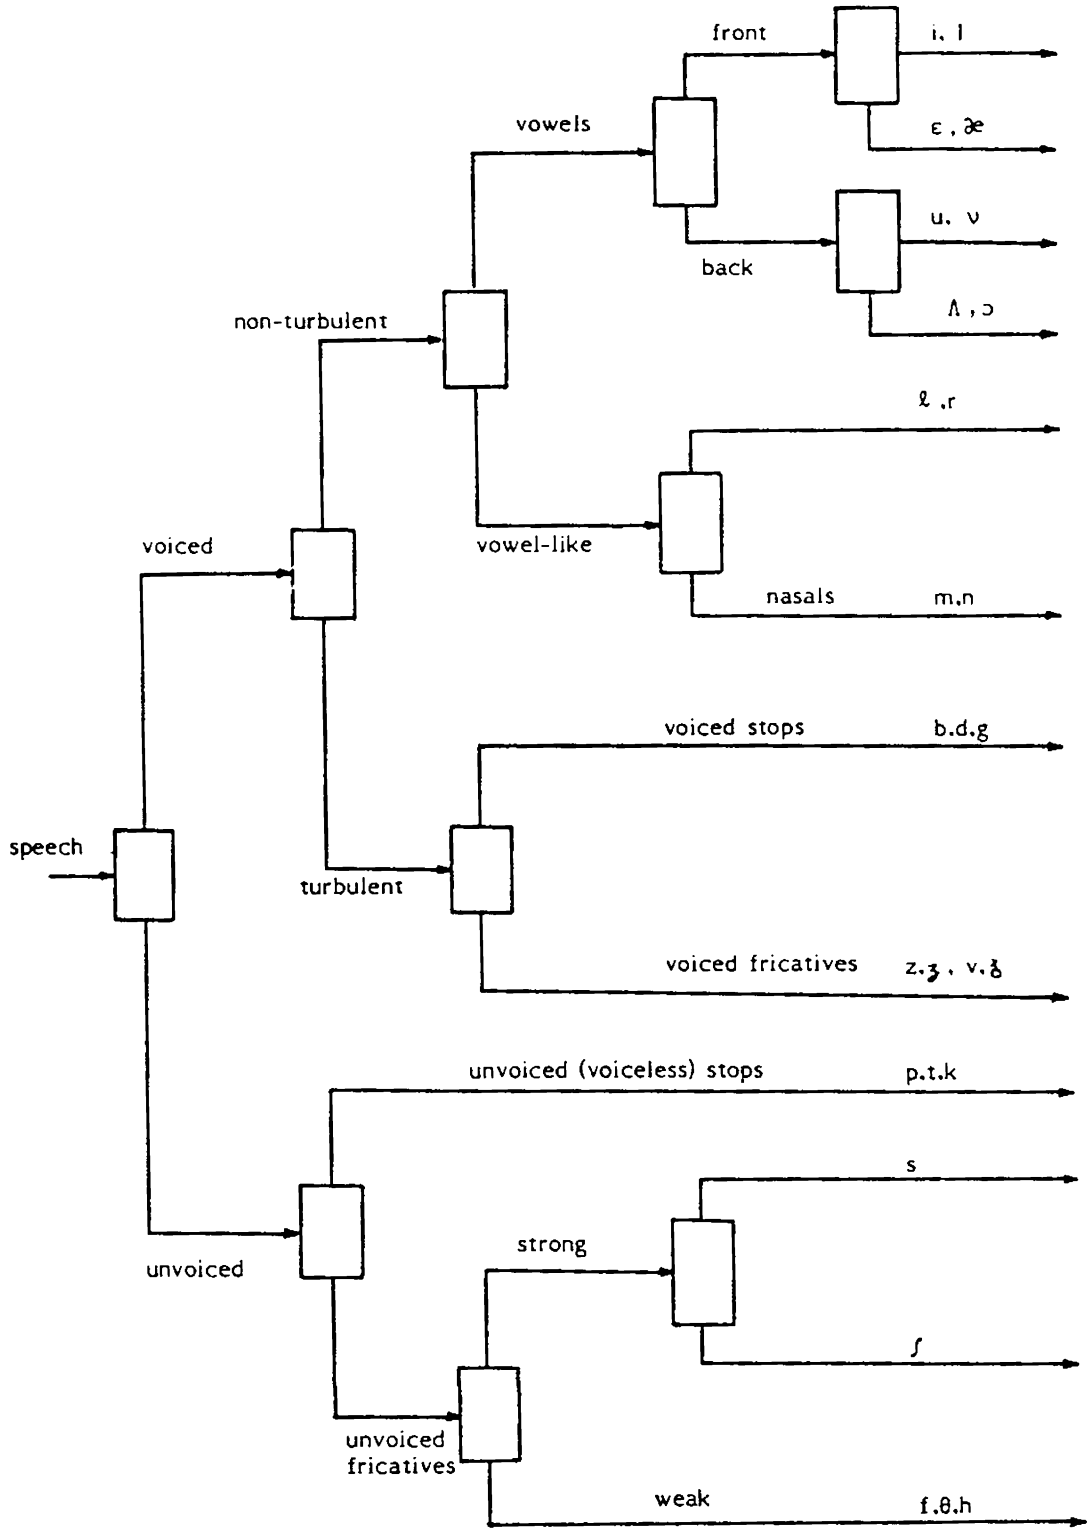 front
i. I
vowels
ε , æ
u. ν
back
Λ , ɔ
non-turbulent
ℓ .r
voiced
vowel-like
nasals m.n
voiced stops b.d.g
speech
turbulent
voiced fricatives z.ʒ . v.
unvoiced (voiceless) stops p.t.k
s
strong
unvoiced
ʃ
unvoiced
fricatives
weak f.θ.h